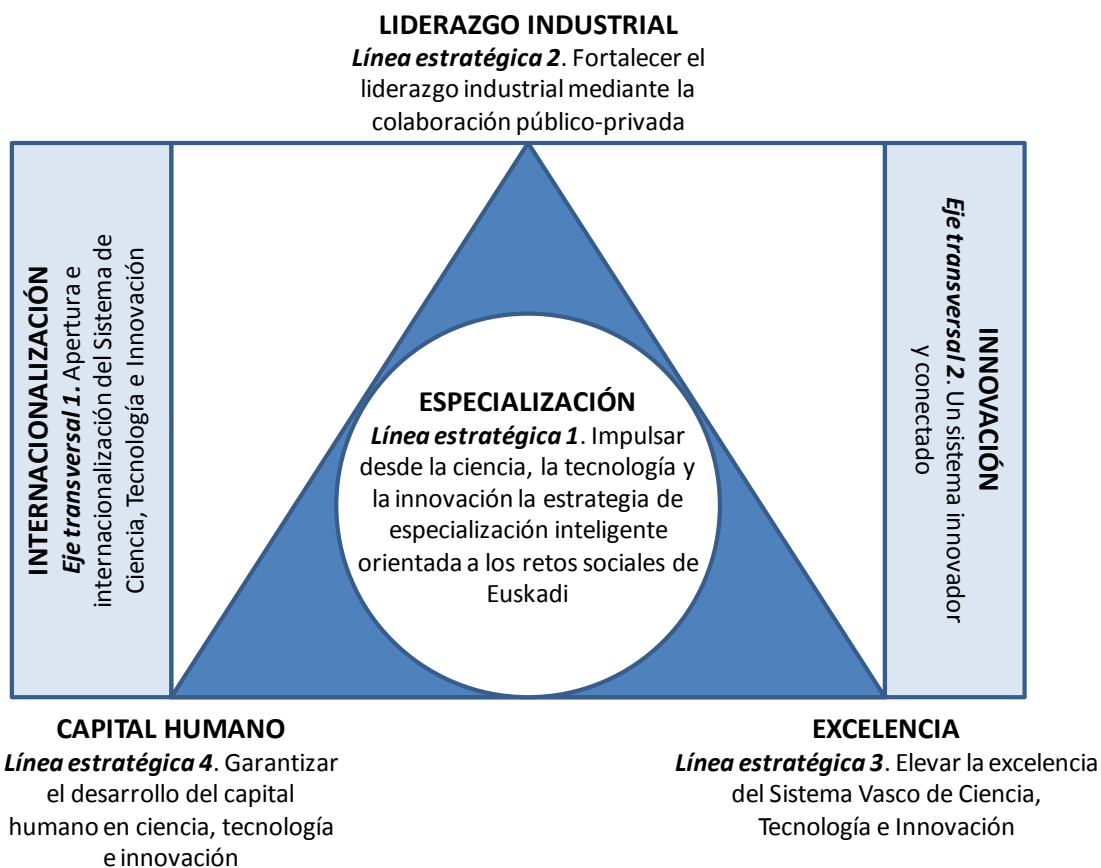 LIDERAZGO INDUSTRIAL
Línea estratégica 2. Fortalecer el
liderazgo industrial mediante la
colaboración público-privada
INTERNACIONALIZACIÓN
Eje transversal 1. Apertura e
internacionalización del Sistema de
Ciencia, Tecnología e Innovación
ESPECIALIZACIÓN
Línea estratégica 1. Impulsar
desde la ciencia, la tecnología y
la innovación la estrategia de
especialización inteligente
orientada a los retos sociales de
Euskadi
INNOVACIÓN
Eje transversal 2. Un sistema innovador
y conectado
CAPITAL HUMANO
Línea estratégica 4. Garantizar
el desarrollo del capital
humano en ciencia, tecnología
e innovación
EXCELENCIA
Línea estratégica 3. Elevar la excelencia
del Sistema Vasco de Ciencia,
Tecnología e Innovación